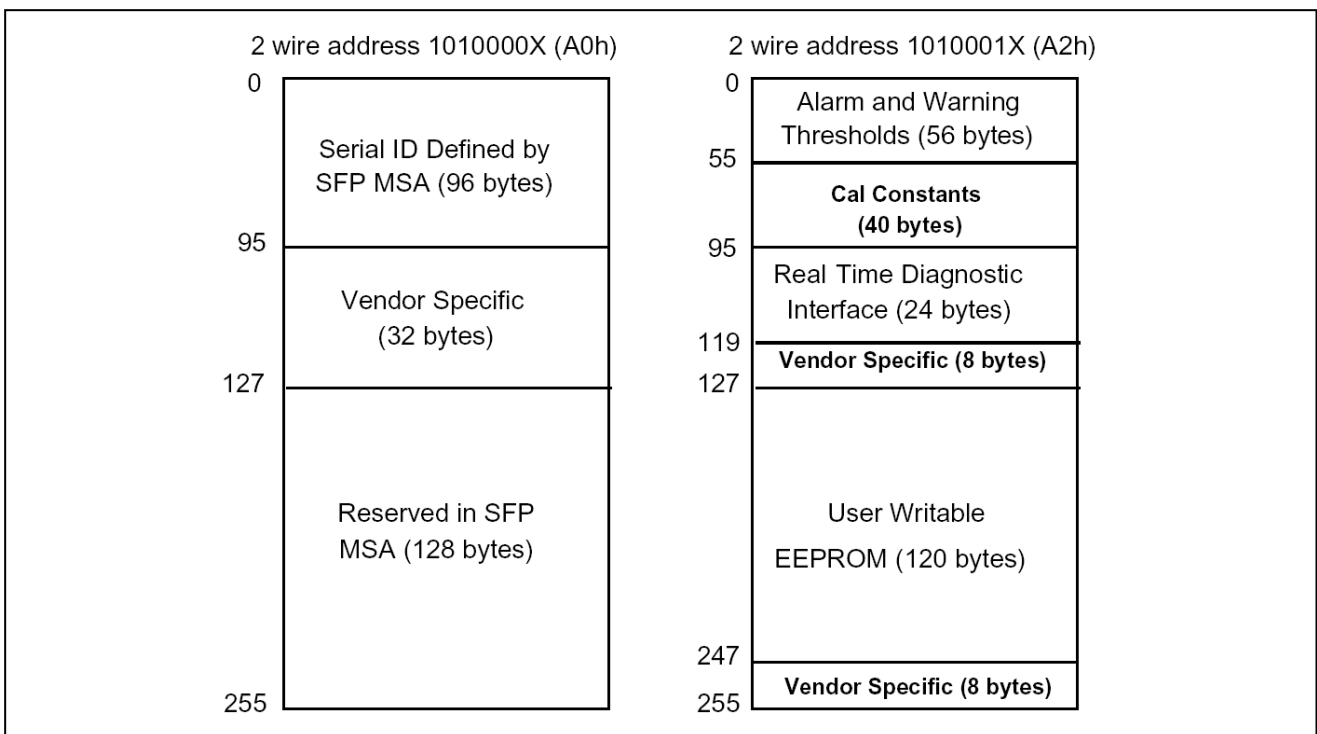 2 wire address 1010000X (A0h)
0
Serial ID Defined by
SFP MSA (96 bytes)
95
Vendor Specific
(32 bytes)
127
Reserved in SFP
MSA (128 bytes)
255
2 wire address 1010001X (A2h)
0
Alarm and Warning
Thresholds (56 bytes)
55
Cal Constants
(40 bytes)
95
Real Time Diagnostic
Interface (24 bytes)
119
Vendor Specific (8 bytes)
127
User Writable
EEPROM (120 bytes)
247
Vendor Specific (8 bytes)
255